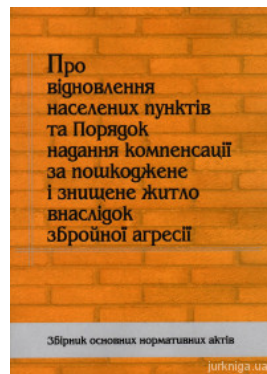 Про
відновлення
населених пунктів
та Порядок
надання компенсації
за пошкоджене
і знищене житло
внаслідок
збройної агресії
Збірник основних нормативних актів
jurkniga.ua